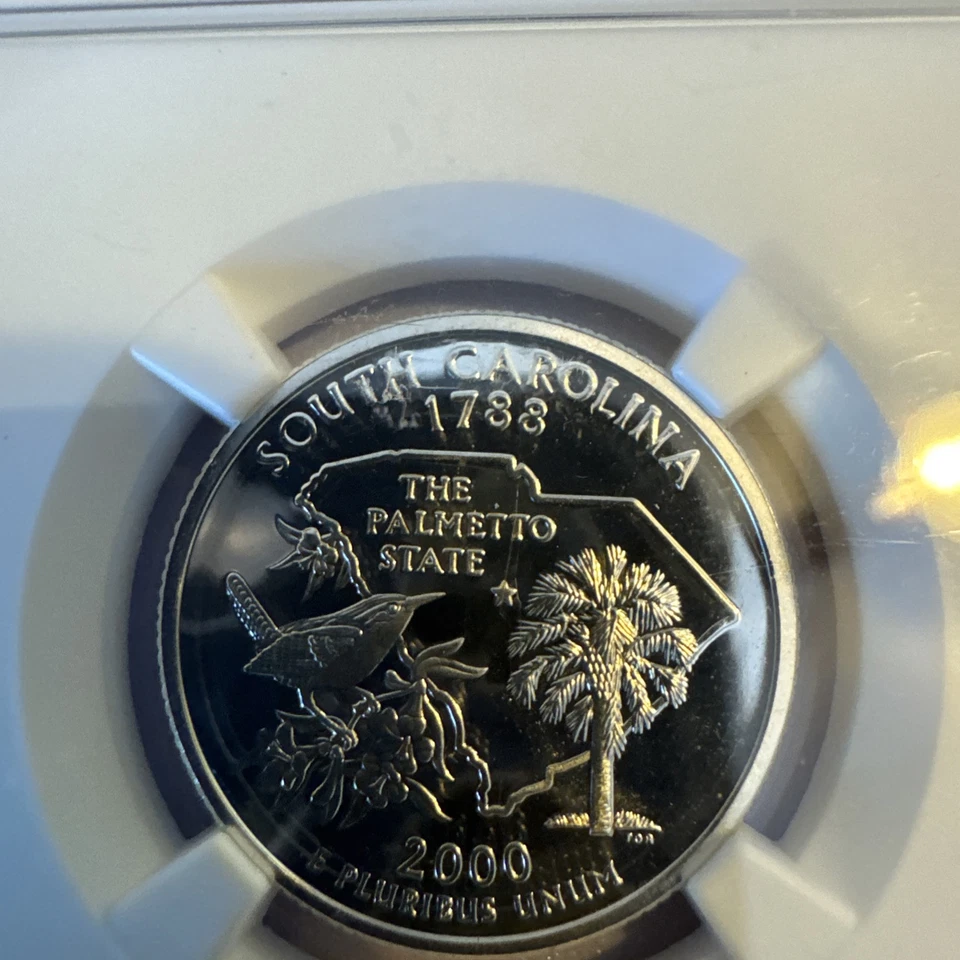 SOUTH CAROLINA
1788
THE
PALMETTO
STATE
2000
E PLURIBUS UNUM